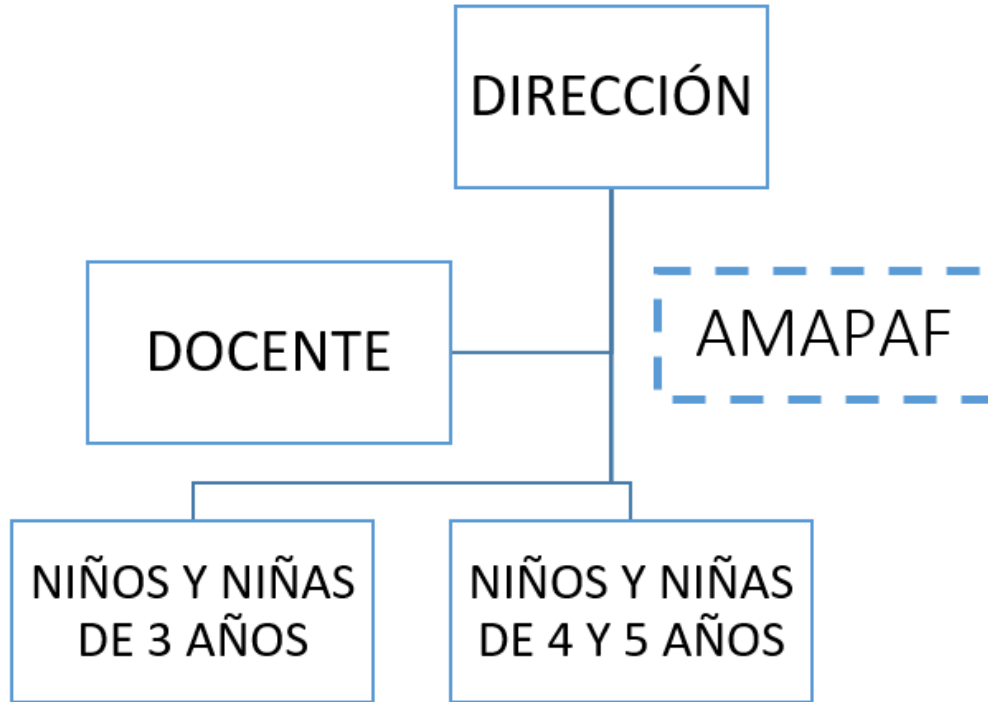 DIRECCIÓN
DOCENTE
AMAPAF
NIÑOS Y NIÑAS
DE 3 AÑOS
NIÑOS Y NIÑAS
DE 4 Y 5 AÑOS